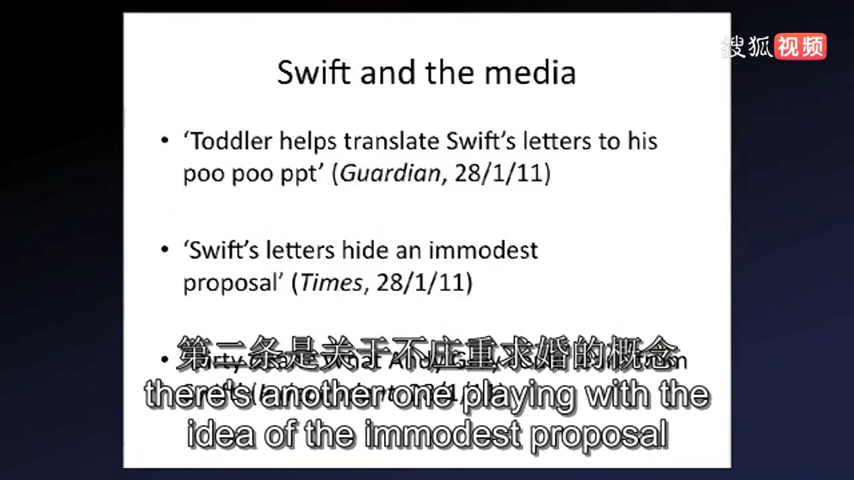 搜狐视频
Swift and the media
• 'Toddler helps translate Swift's letters to his
poo poo ppt' (Guardian, 28/1/11)
• 'Swift's letters hide an immodest
proposal' (Times, 28/1/11)
第二条是关于不庄重求婚的概念
there's another one playing with the
idea of the immodest proposal